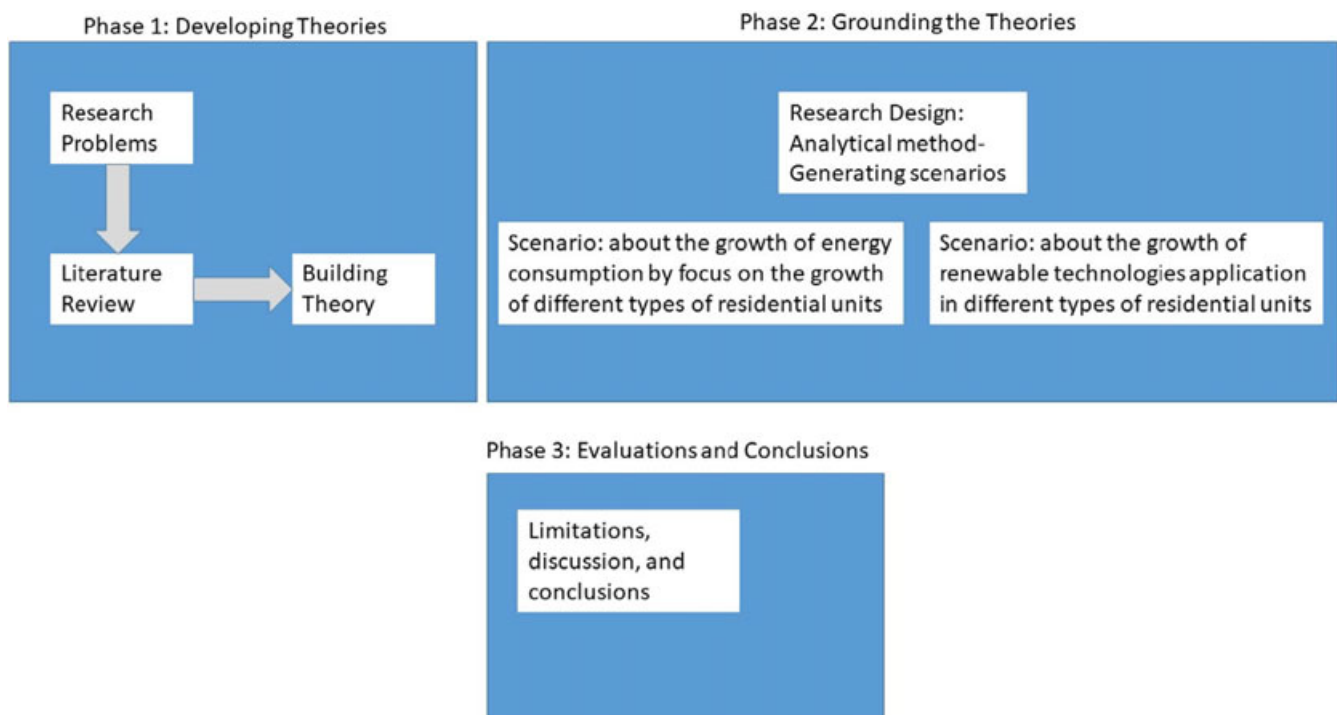 Phase 1: Developing Theories
Research
Problems
Literature
Review
Building
Theory
Phase 2: Grounding the Theories
Research Design:
Analytical method-
Generating scenarios
Scenario: about the growth of energy
consumption by focus on the growth
of different types of residential units
Scenario: about the growth of
renewable technologies application
in different types of residential units
Phase 3: Evaluations and Conclusions
Limitations,
discussion, and
conclusions